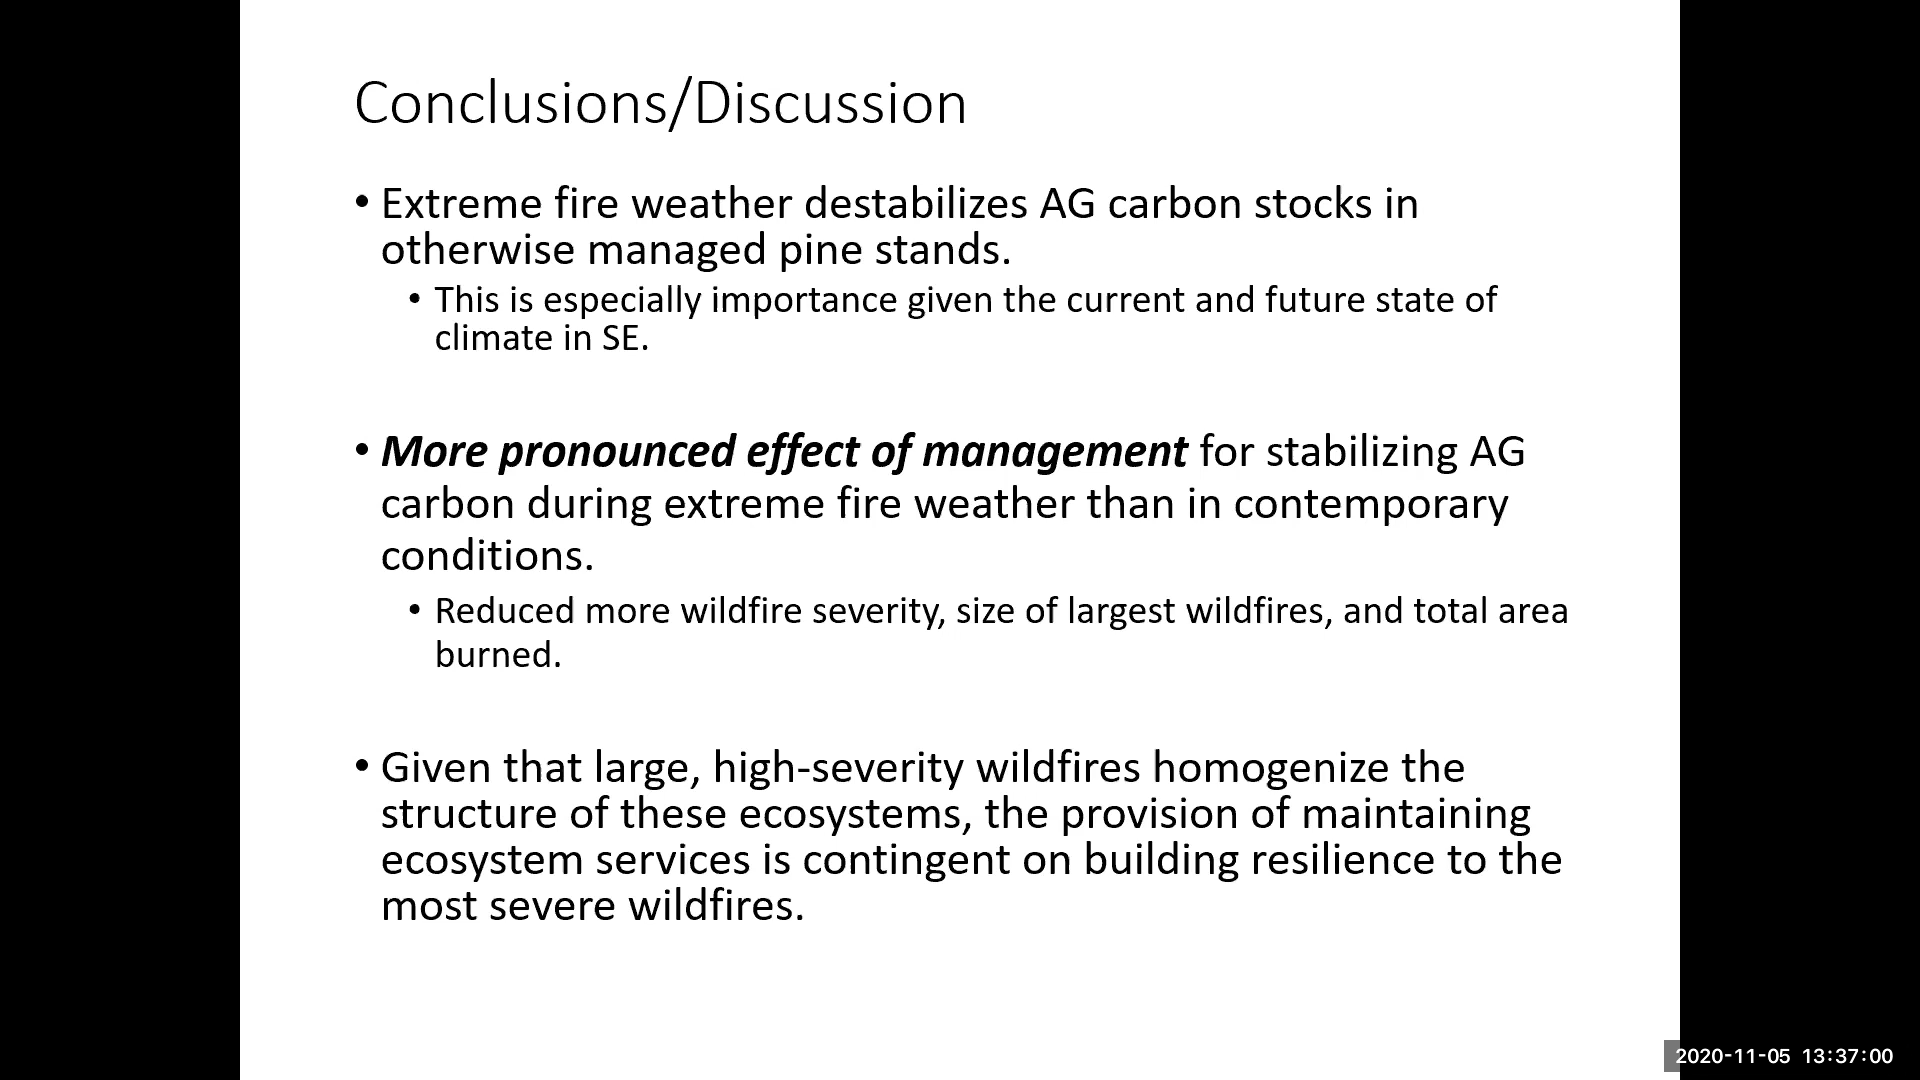 Conclusions/Discussion
• Extreme fire weather destabilizes AG carbon stocks in
otherwise managed pine stands.
• This is especially importance given the current and future state of
climate in SE.
• More pronounced effect of management for stabilizing AG
carbon during extreme fire weather than in contemporary
conditions.
• Reduced more wildfire severity, size of largest wildfires, and total area
burned.
• Given that large, high-severity wildfires homogenize the
structure of these ecosystems, the provision of maintaining
ecosystem services is contingent on building resilience to the
most severe wildfires.
2020-11-05 13:37:00